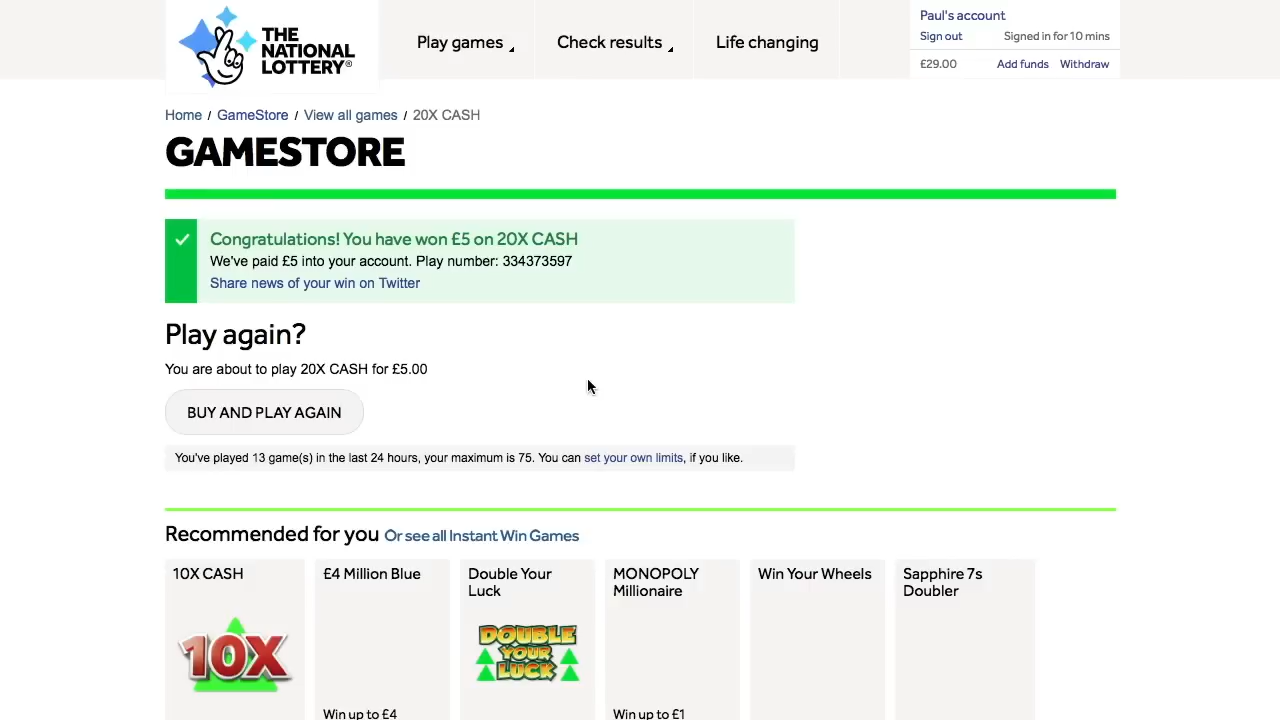 THE
NATIONAL
LOTTERY®
Play games
Check results
Life changing
Paul's account
Sign out
Signed in for 10 mins
£29.00
Add funds
Withdraw
Home / GameStore / View all games / 20X CASH
GAMESTORE
Congratulations! You have won £5 on 20X CASH
We've paid £5 into your account. Play number: 334373597
Share news of your win on Twitter
Play again?
You are about to play 20X CASH for £5.00
BUY AND PLAY AGAIN
You've played 13 game(s) in the last 24 hours, your maximum is 75. You can set your own limits, if you like.
Recommended for you Or see all Instant Win Games
10X CASH
10X
£4 Million Blue
Win up to £4
Double Your
Luck
DOUBLE
YOUR
LUCK
MONOPOLY
Millionaire
Win up to £1
Win Your Wheels
Sapphire 7s
Doubler